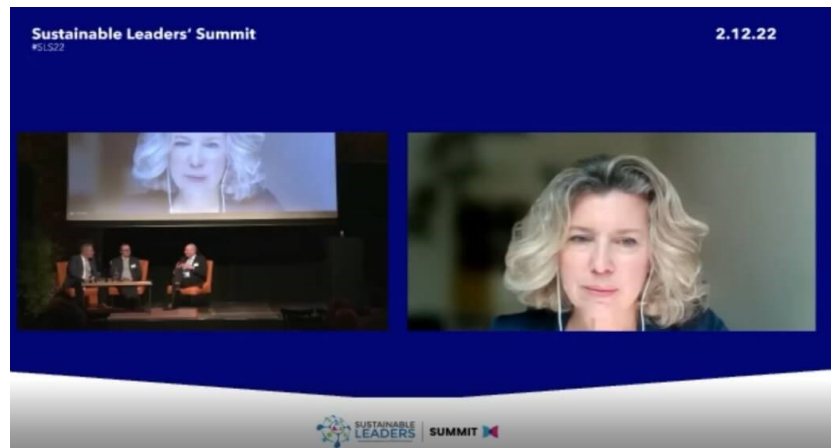 Sustainable Leaders' Summit
#SLS22
2.12.22
SUSTAINABLE
LEADERS
SUMMIT